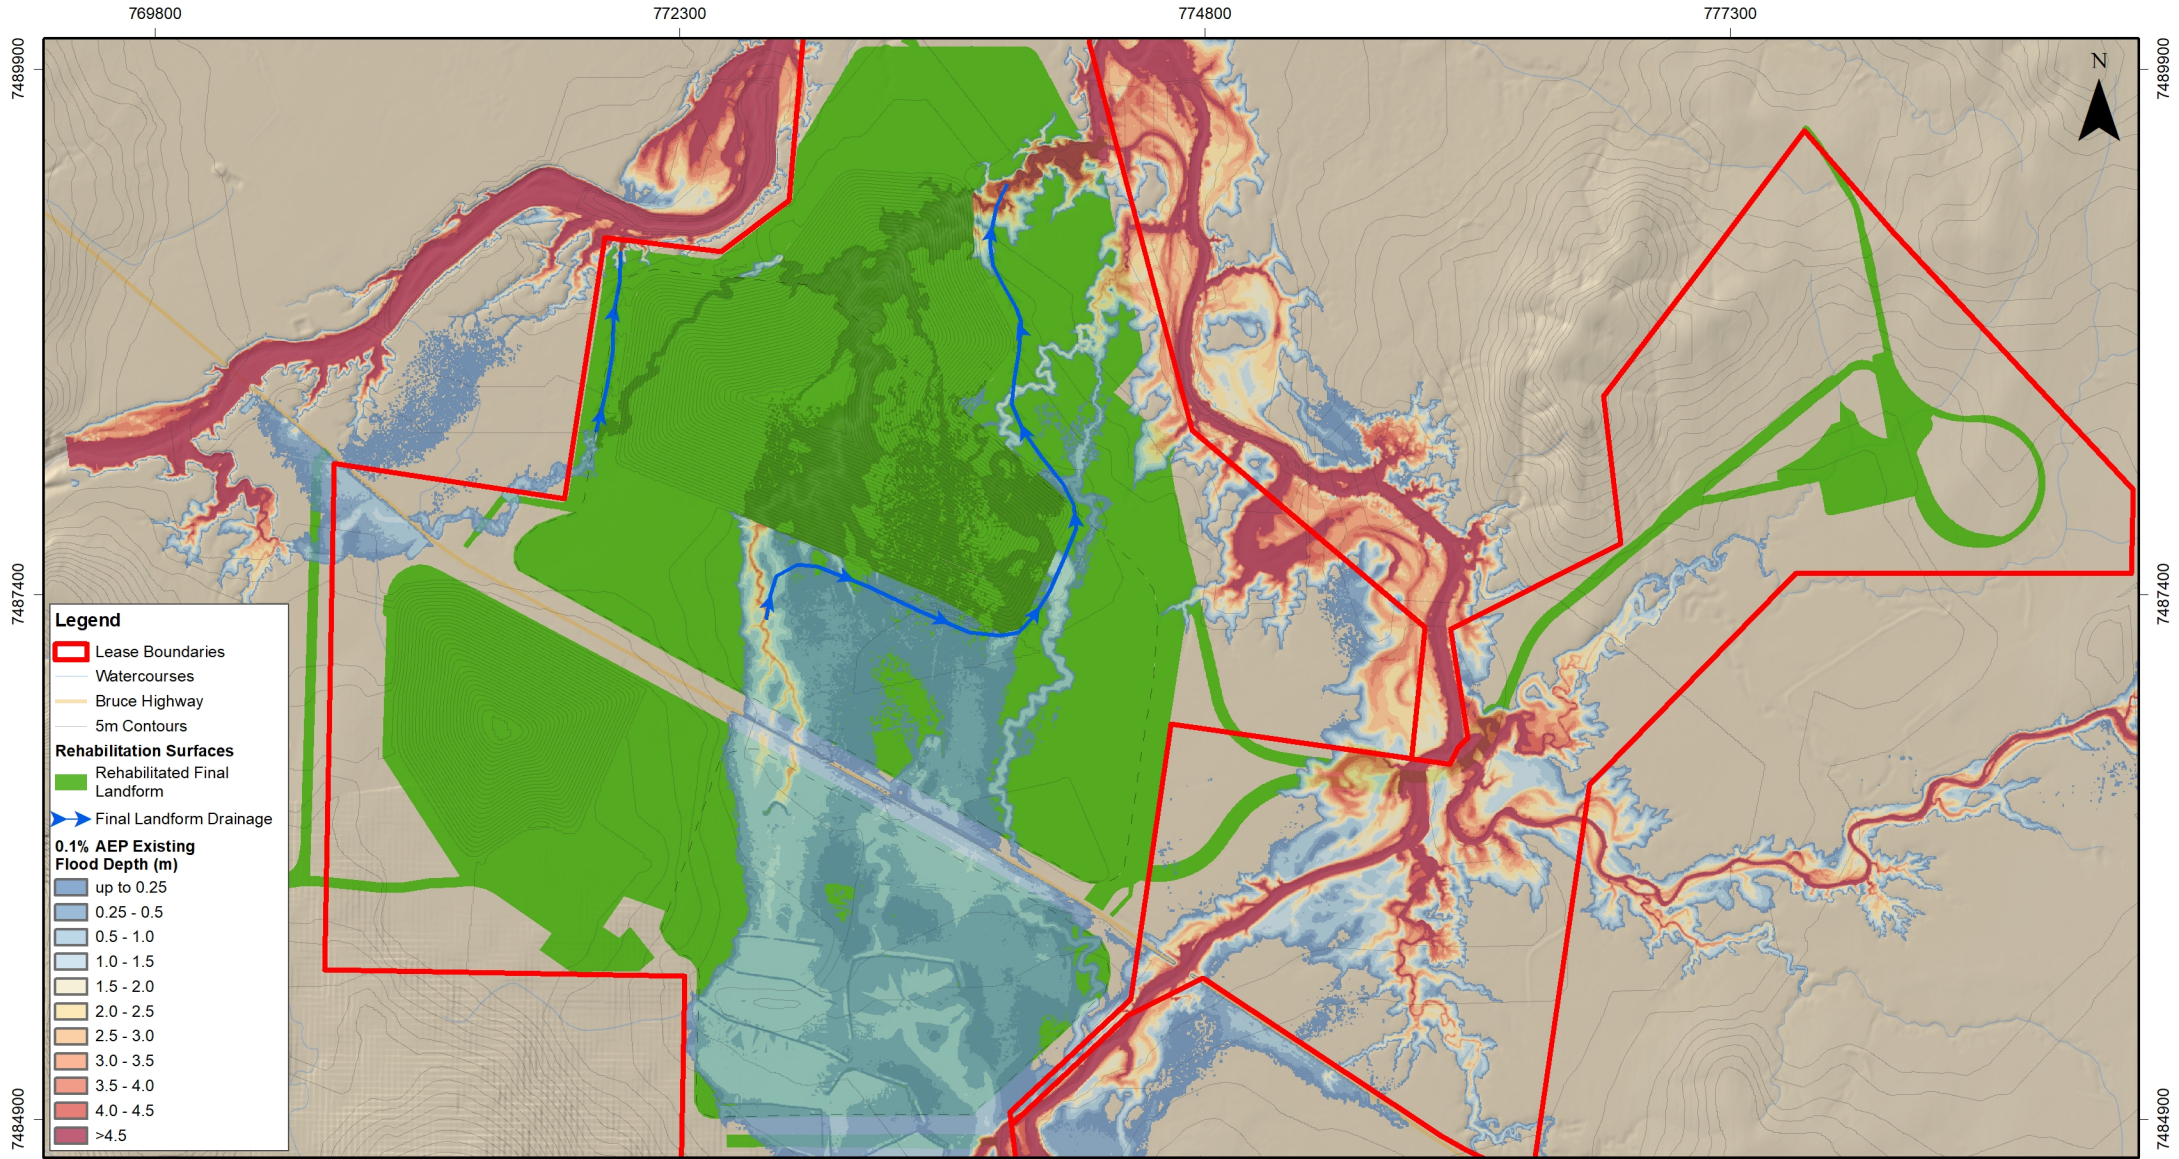 769800
772300
774800
777300
7489900
7489900
N
7487400
7487400
Legend
Lease Boundaries
Watercourses
Bruce Highway
5m Contours
Rehabilitation Surfaces
Rehabilitated Final
Landform
Final Landform Drainage
0.1% AEP Existing
Flood Depth (m)
up to 0.25
0.25 - 0.5
0.5 - 1.0
1.0 - 1.5
1.5 - 2.0
2.0 - 2.5
2.5 - 3.0
3.0 - 3.5
3.5 - 4.0
4.0 - 4.5
>4.5
7484900
7484900